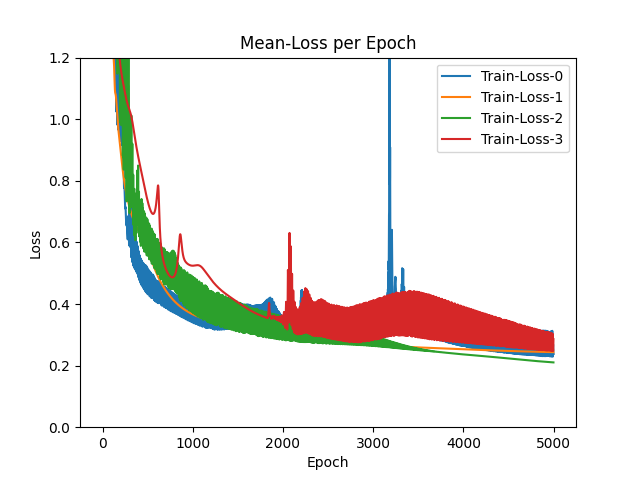 Mean-Loss per Epoch
1.2
1.0
0.8
0.6
0.4
0.2
0.0
Loss
Train-Loss-0
Train-Loss-1
Train-Loss-2
Train-Loss-3
0 1000 2000 3000 4000 5000
Epoch